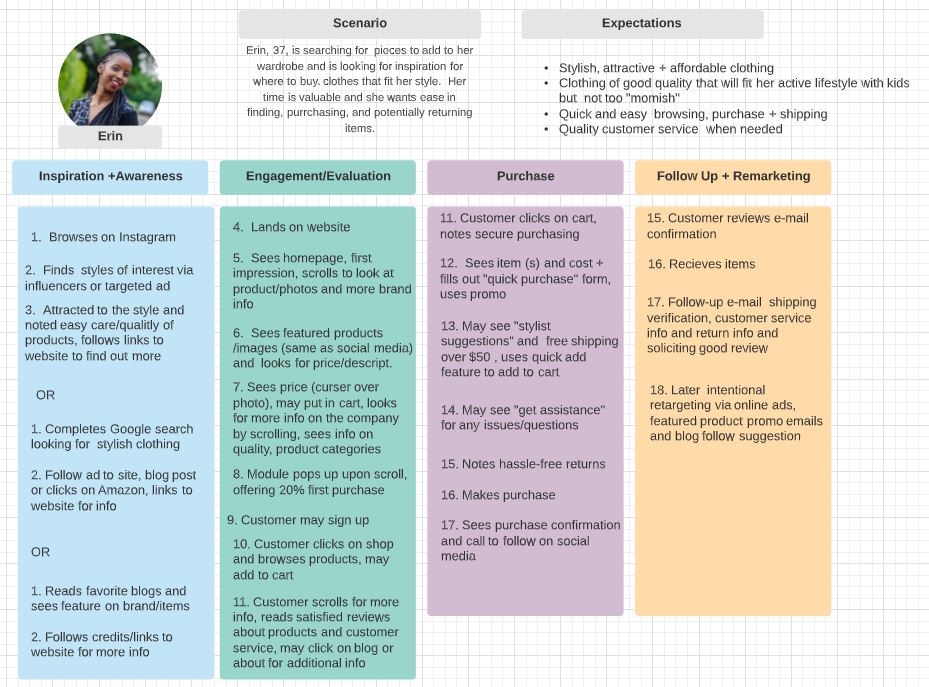 Scenario
Erin, 37, is searching for pieces to add to her
wardrobe and is looking for inspiration for
where to buy. clothes that fit her style. Her
time is valuable and she wants ease in
finding, purrchasing, and potentially returning
items.
Expectations
• Stylish, attractive + affordable clothing
• Clothing of good quality that will fit her active lifestyle with kids
but not too "momish"
• Quick and easy browsing, purchase + shipping
• Quality customer service when needed
Erin
Inspiration +Awareness
1. Browses on Instagram
2. Finds styles of interest via
influencers or targeted ad
3. Attracted to the style and
noted easy care/qualitly of
products, follows links to
website to find out more
OR
1. Completes Google search
looking for stylish clothing
2. Follow ad to site, blog post
or clicks on Amazon, links to
website for info
OR
1. Reads favorite blogs and
sees feature on brand/items
2. Follows credits/links to
website for more info
Engagement/Evaluation
4. Lands on website
5. Sees homepage, first
impression, scrolls to look at
product/photos and more brand
info
6. Sees featured products
/images (same as social media)
and looks for price/descript.
7. Sees price (curser over
photo), may put in cart, looks
for more info on the company
by scrolling, sees info on
quality, product categories
8. Module pops up upon scroll,
offering 20% first purchase
9. Customer may sign up
10. Customer clicks on shop
and browses products, may
add to cart
11. Customer scrolls for more
info, reads satisfied reviews
about products and customer
service, may click on blog or
about for additional info
Purchase
11. Customer clicks on cart,
notes secure purchasing
12. Sees item (s) and cost +
fills out "quick purchase" form,
uses promo
13. May see "stylist
suggestions" and free shipping
over $50 , uses quick add
feature to add to cart
14. May see "get assistance"
for any issues/questions
15. Notes hassle-free returns
16. Makes purchase
17. Sees purchase confirmation
and call to follow on social
media
Follow Up + Remarketing
15. Customer reviews e-mail
confirmation
16. Recieves items
17. Follow-up e-mail shipping
verification, customer service
info and return info and
soliciting good review
18. Later intentional
retargeting via online ads,
featured product promo emails
and blog follow suggestion